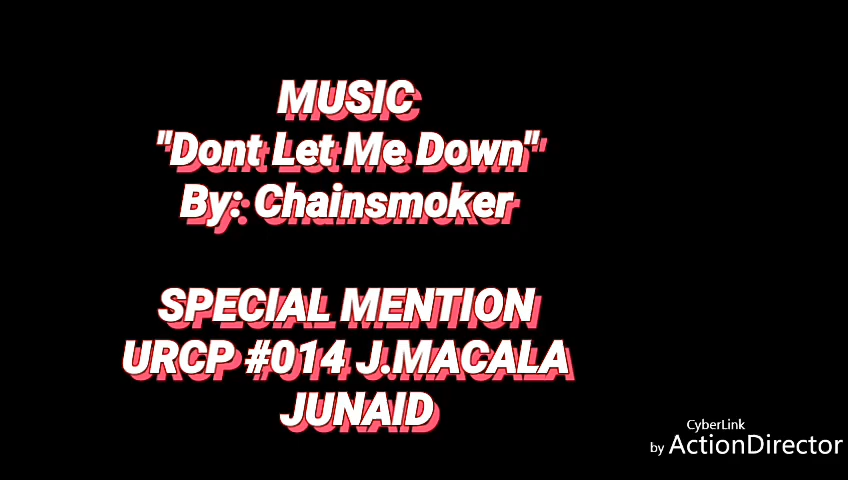 MUSIC
"Dont Let Me Down"
By: Chainsmoker
SPECIAL MENTION
URCP #014 J.MACALA
JUNAID
CyberLink
by ActionDirector